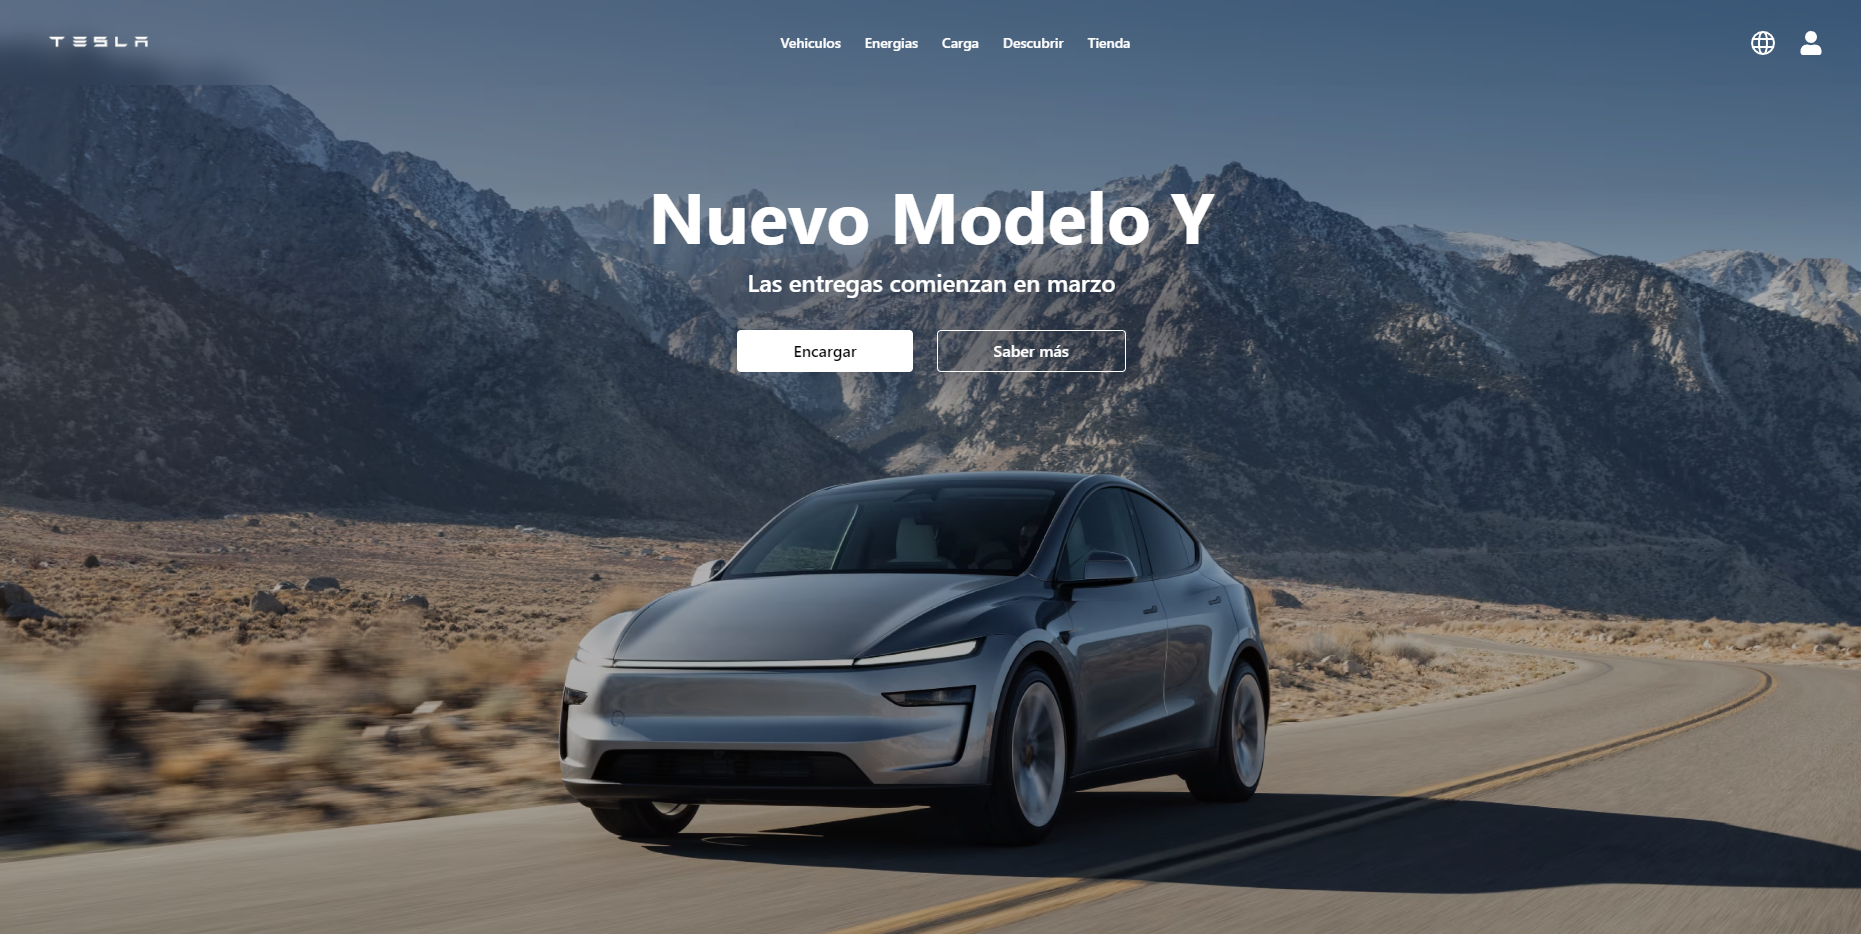 TESLA
Vehiculos Energias Carga Descubrir Tienda
Nuevo Modelo Y
Las entregas comienzan en marzo
Encargar Saber más